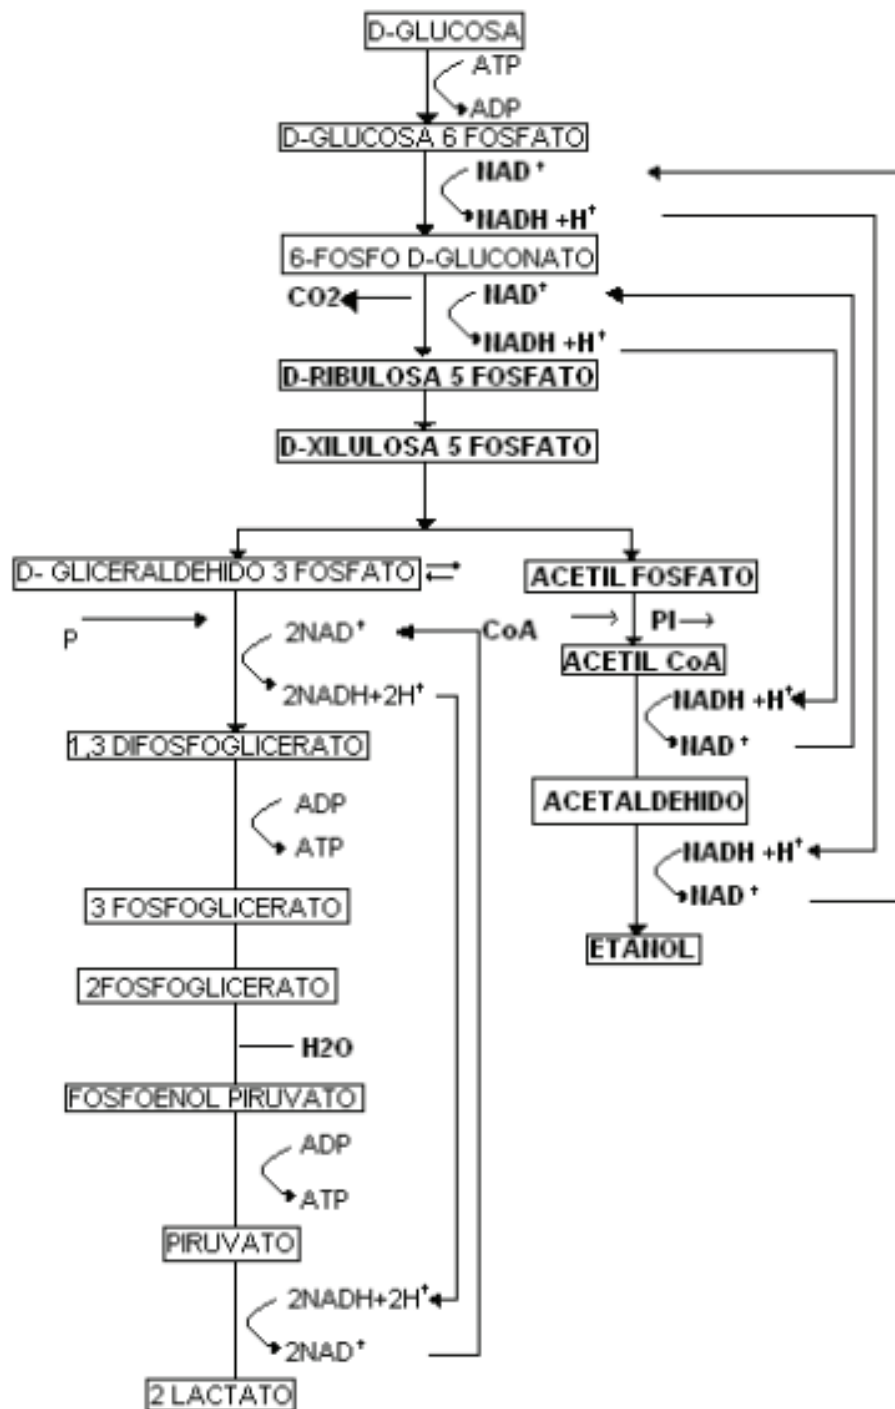 D-GLUCOSA
ATP
ADP
D-GLUCOSA 6 FOSFATO
NAD⁺
NADH +H⁺
6-FOSFO D-GLUCONATO
CO2
NAD⁺
NADH +H⁺
D-RIBULOSA 5 FOSFATO
D-XILULOSA 5 FOSFATO
D- GLICERALDEHIDO 3 FOSFATO
P
2NAD⁺
2NADH+2H⁺
1,3 DIFOSFOGLICERATO
ADP
ATP
3 FOSFOGLICERATO
2FOSFOGLICERATO
H2O
FOSFOENOL PIRUVATO
ADP
ATP
PIRUVATO
2NADH+2H⁺
2NAD⁺
2 LACTATO
ACETIL FOSFATO
CoA
PI
ACETIL CoA
NADH +H⁺
NAD⁺
ACETALDEHIDO
NADH +H⁺
NAD⁺
ETANOL